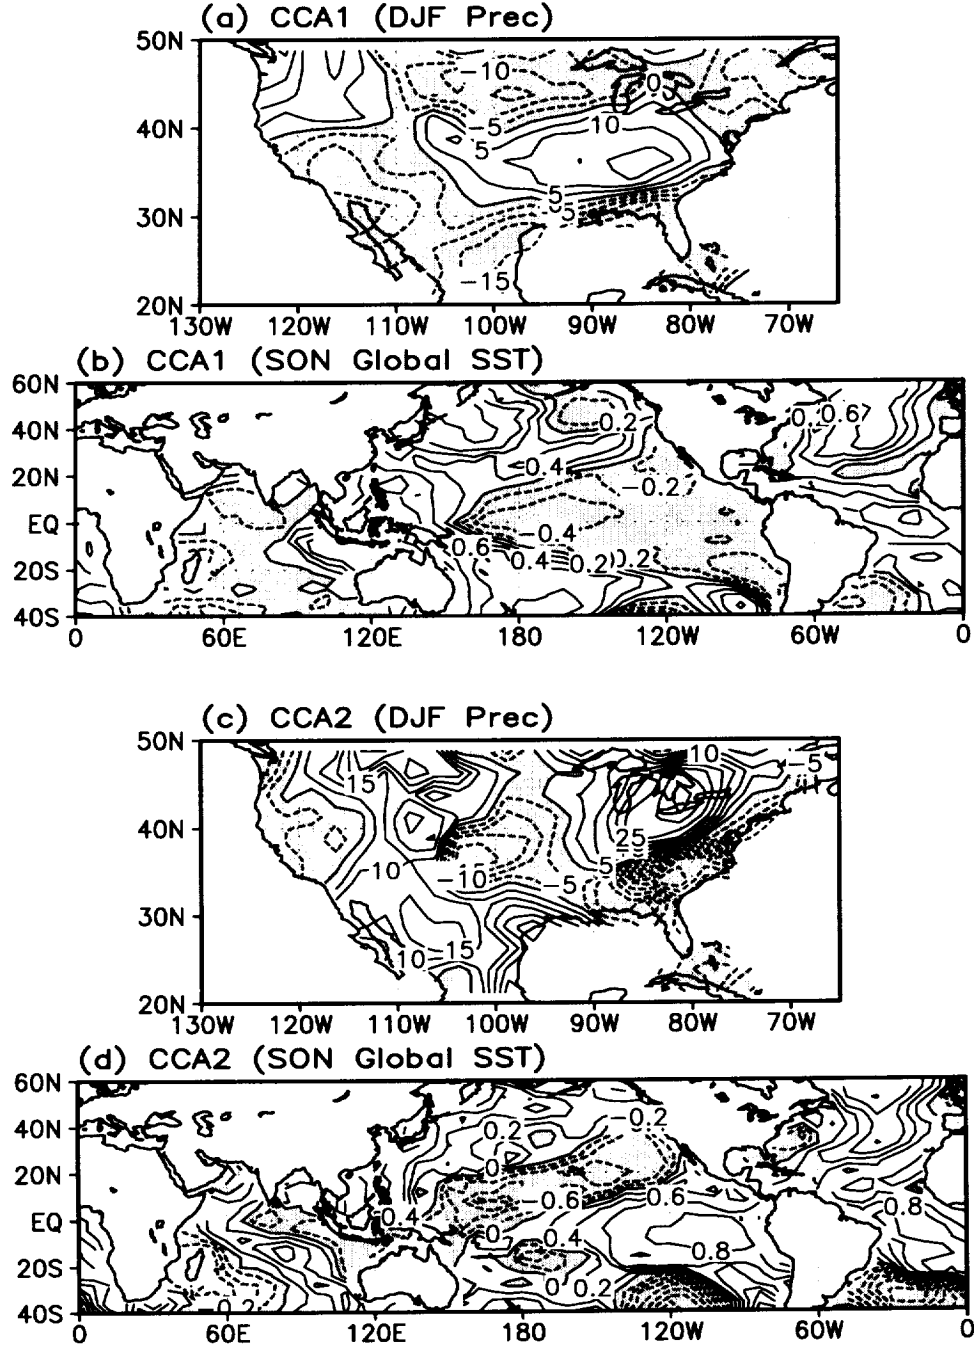 (a) CCA1 (DJF Prec)
50N
-10
0
40N
-5
10
5
5
30N
-5
-15
20N
130W 120W 110W 100W 90W 80W 70W
(b) CCA1 (SON Global SST)
60N
0.6
40N
0.2
20N
0.4
-0.2
EQ
-0.4
0.6
0.4 0.2 0.2
20S
40S
0 60E 120E 180 120W 60W 0
(c) CCA2 (DJF Prec)
50N
10
-5
15
40N
25
10
-10
-5
5
30N
10
15
20N
130W 120W 110W 100W 90W 80W 70W
(d) CCA2 (SON Global SST)
60N
-0.2
40N
0.2
0
20N
-0.6
0.6
0.4
0.8
EQ
0
-0.4
0.8
20S
0 0.2
0.2
40S
0 60E 120E 180 120W 60W 0